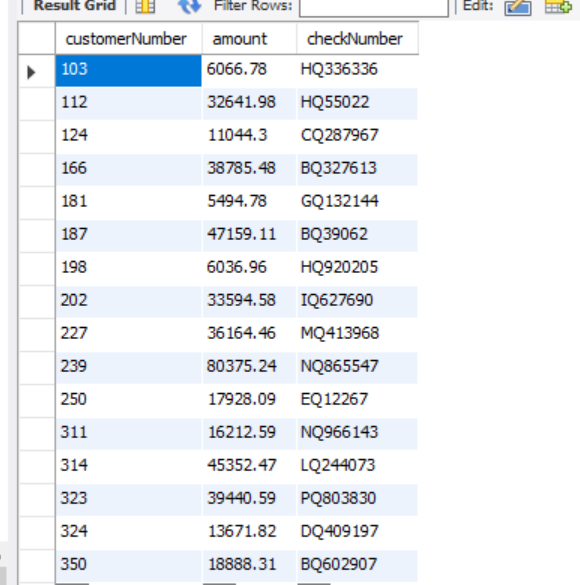 Result Grid Filter Rows: Edit:
customerNumber amount checkNumber
103 6066.78 HQ336336
112 32641.98 HQ55022
124 11044.3 CQ287967
166 38785.48 BQ327613
181 5494.78 GQ132144
187 47159.11 BQ39062
198 6036.96 HQ920205
202 33594.58 IQ627690
227 36164.46 MQ413968
239 80375.24 NQ865547
250 17928.09 EQ12267
311 16212.59 NQ966143
314 45352.47 LQ244073
323 39440.59 PQ803830
324 13671.82 DQ409197
350 18888.31 BQ602907